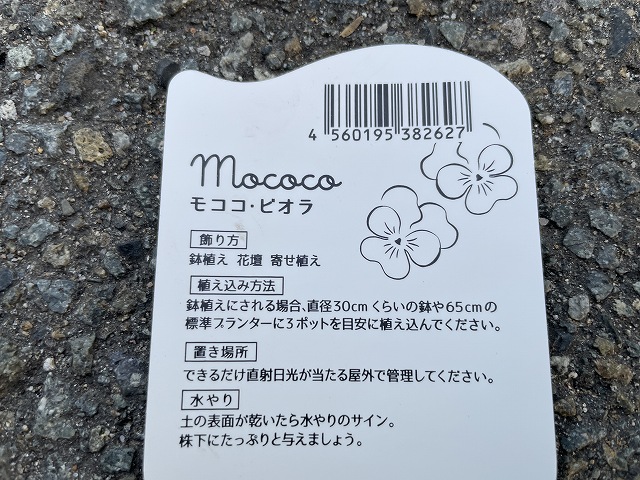 4 560195 382627
mococo
モココ・ビオラ
飾り方
鉢植え 花壇 寄せ植え
植え込み方法
鉢植えにされる場合、直径30cmくらいの鉢や65cmの
標準プランターに3ポットを目安に植え込んでください。
置き場所
できるだけ直射日光が当たる屋外で管理してください。
水やり
土の表面が乾いたら水やりのサイン。
株下にたっぷりと与えましょう。